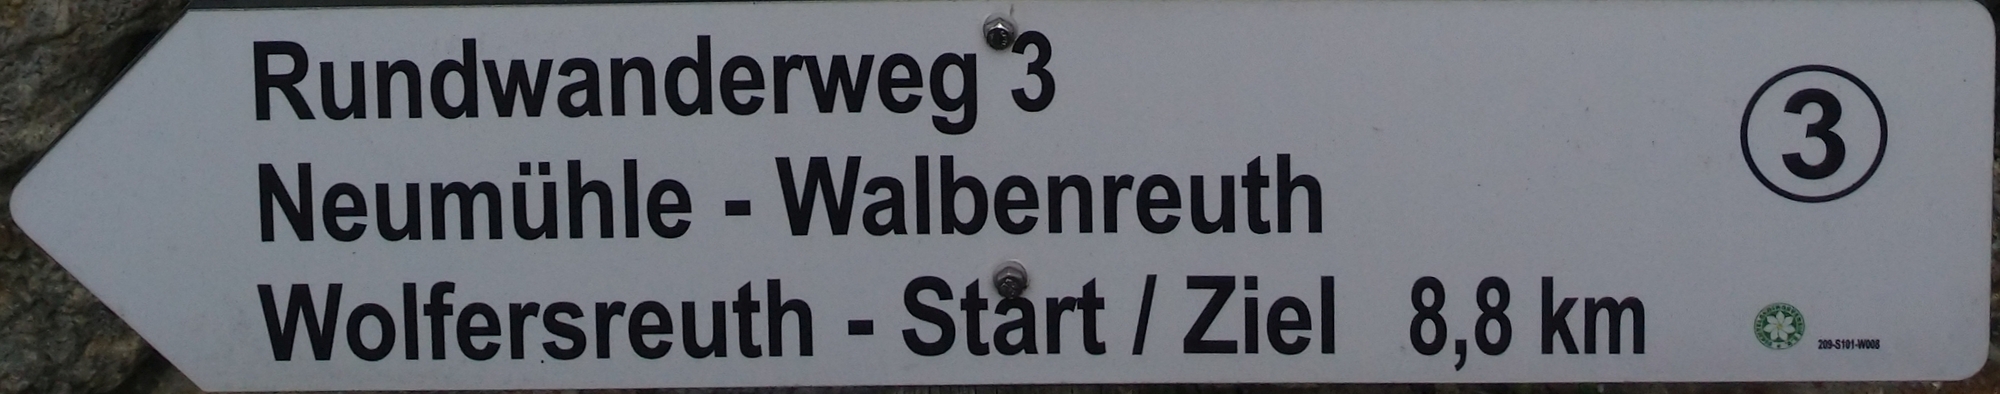 Rundwanderweg 3
3
Neumühle - Walbenreuth
Wolfersreuth - Start / Ziel 8,8 km
209-S101-W008